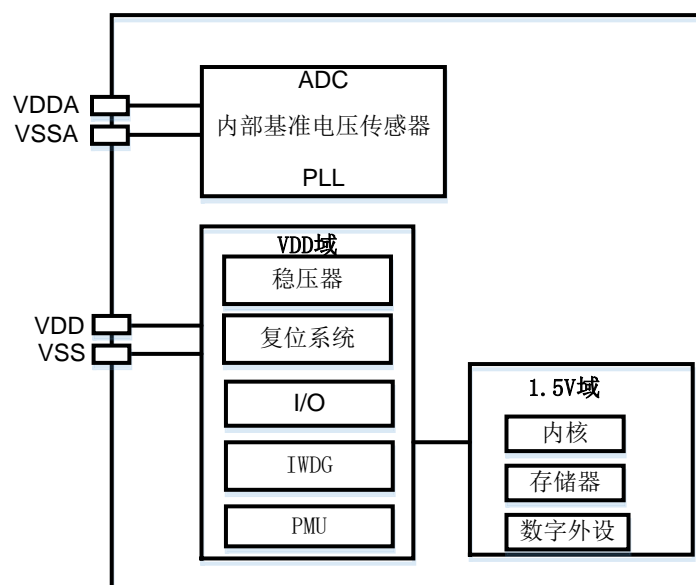 VDDA
VSSA
ADC
内部基准电压传感器
PLL
VDD
VSS
VDD域
稳压器
复位系统
I/O
IWDG
PMU
1.5V域
内核
存储器
数字外设